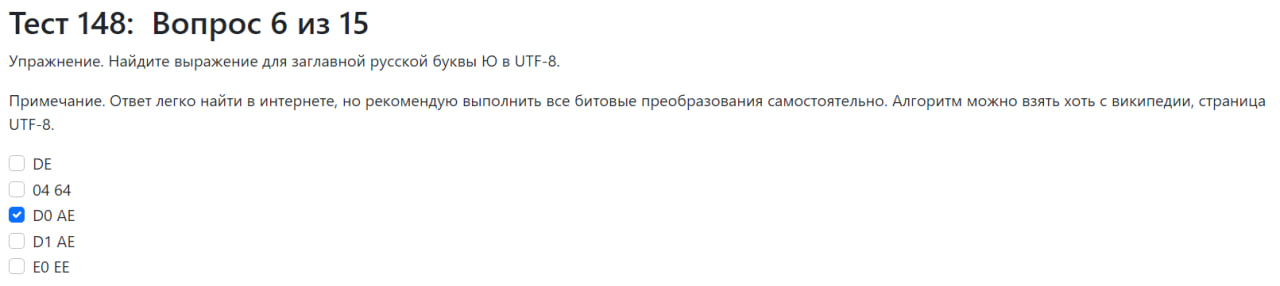 Тест 148:  Вопрос 6 из 15
Упражнение. Найдите выражение для заглавной русской буквы Ю в UTF-8.
Примечание. Ответ легко найти в интернете, но рекомендую выполнить все битовые преобразования самостоятельно. Алгоритм можно взять хоть с википедии, страница
UTF-8.
DE
04 64
D0 AE
D1 AE
E0 EE